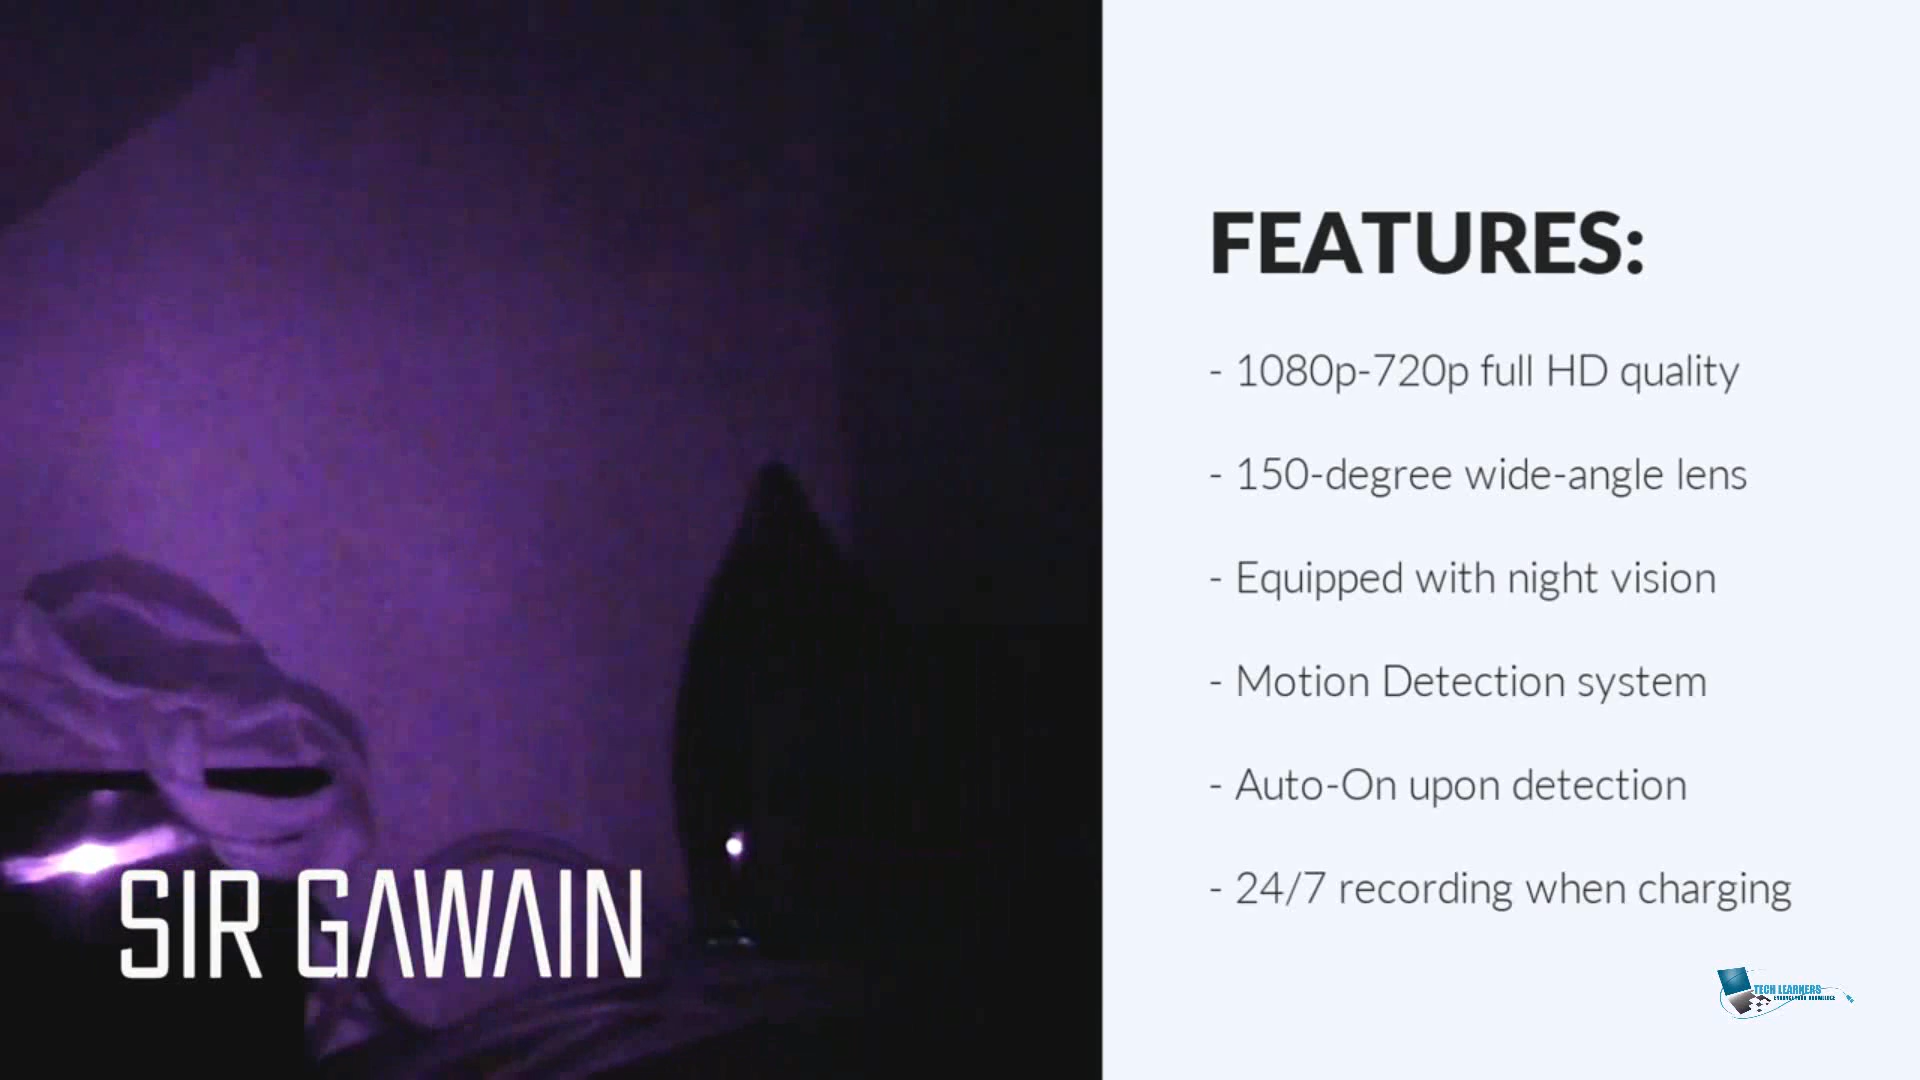 SIR GAWAIN
FEATURES:
- 1080p-720p full HD quality
- 150-degree wide-angle lens
- Equipped with night vision
- Motion Detection system
- Auto-On upon detection
- 24/7 recording when charging
TECH LEARNERS